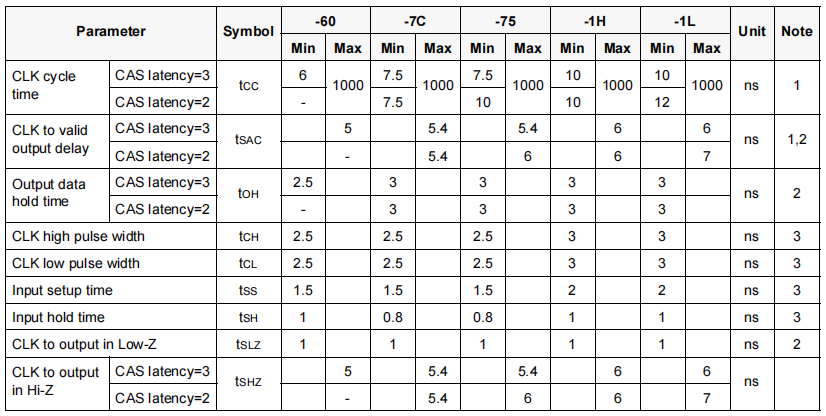 Parameter Symbol -60 -7C -75 -1H -1L Unit Note
Min Max Min Max Min Max Min Max Min Max
CLK cycle time CAS latency=3 tCC 6 1000 7.5 1000 7.5 1000 10 1000 10 1000 ns 1
CAS latency=2 - 7.5 10 10 12
CLK to valid output delay CAS latency=3 tSAC 5 5.4 5.4 6 6 ns 1,2
CAS latency=2 - 5.4 6 6 7
Output data hold time CAS latency=3 tOH 2.5 3 3 3 3 ns 2
CAS latency=2 - 3 3 3 3
CLK high pulse width tCH 2.5 2.5 2.5 3 3 ns 3
CLK low pulse width tCL 2.5 2.5 2.5 3 3 ns 3
Input setup time tSS 1.5 1.5 1.5 2 2 ns 3
Input hold time tSH 1 0.8 0.8 1 1 ns 3
CLK to output in Low-Z tSLZ 1 1 1 1 1 ns 2
CLK to output in Hi-Z CAS latency=3 tSHZ 5 5.4 5.4 6 6 ns
CAS latency=2 - 5.4 6 6 7